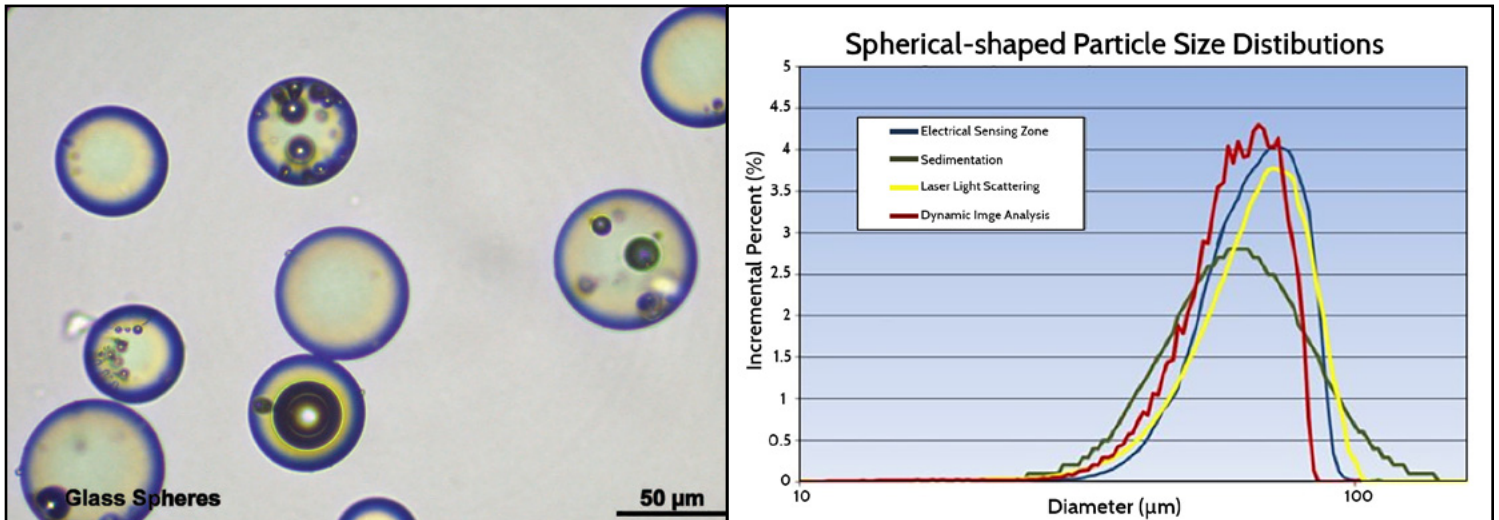 Glass Spheres
50 µm
Spherical-shaped Particle Size Distibutions
5
4.5
4
3.5
3
2.5
2
1.5
1
0.5
0
Incremental Percent (%)
Electrical Sensing Zone
Sedimentation
Laser Light Scattering
Dynamic Imge Analysis
10
100
Diameter (µm)